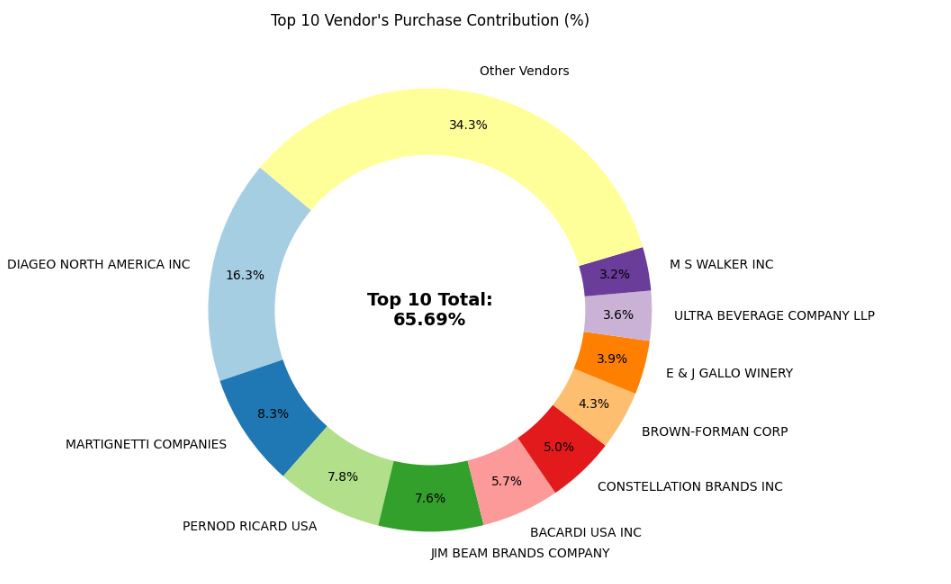 Top 10 Vendor's Purchase Contribution (%)
Other Vendors
34.3%
DIAGEO NORTH AMERICA INC
16.3%
M S WALKER INC
3.2%
Top 10 Total:
65.69%
ULTRA BEVERAGE COMPANY LLP
3.6%
E & J GALLO WINERY
3.9%
BROWN-FORMAN CORP
4.3%
MARTIGNETTI COMPANIES
8.3%
CONSTELLATION BRANDS INC
5.0%
PERNOD RICARD USA
7.8%
BACARDI USA INC
5.7%
JIM BEAM BRANDS COMPANY
7.6%